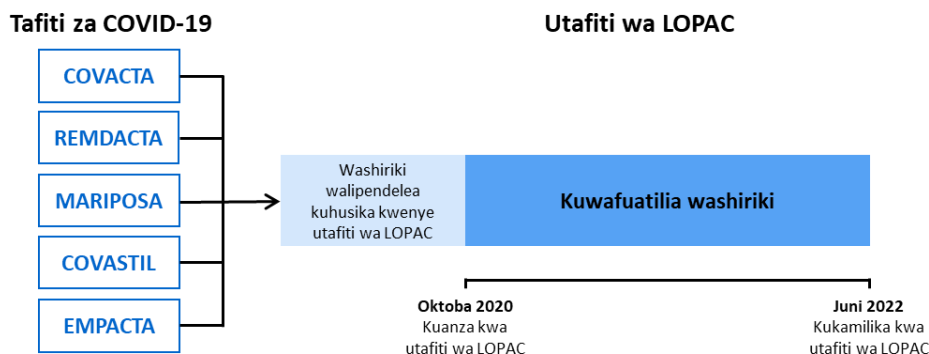 Tafiti za COVID-19
Utafiti wa LOPAC
COVACTA
REMDACTA
MARIPOSA
COVASTIL
EMPACTA
Washiriki
walipendelea
kuhusika kwenye
utafiti wa LOPAC
Kuwafuatilia washiriki
Oktoba 2020
Kuanza kwa
utafiti wa LOPAC
Juni 2022
Kukamilika kwa
utafiti wa LOPAC